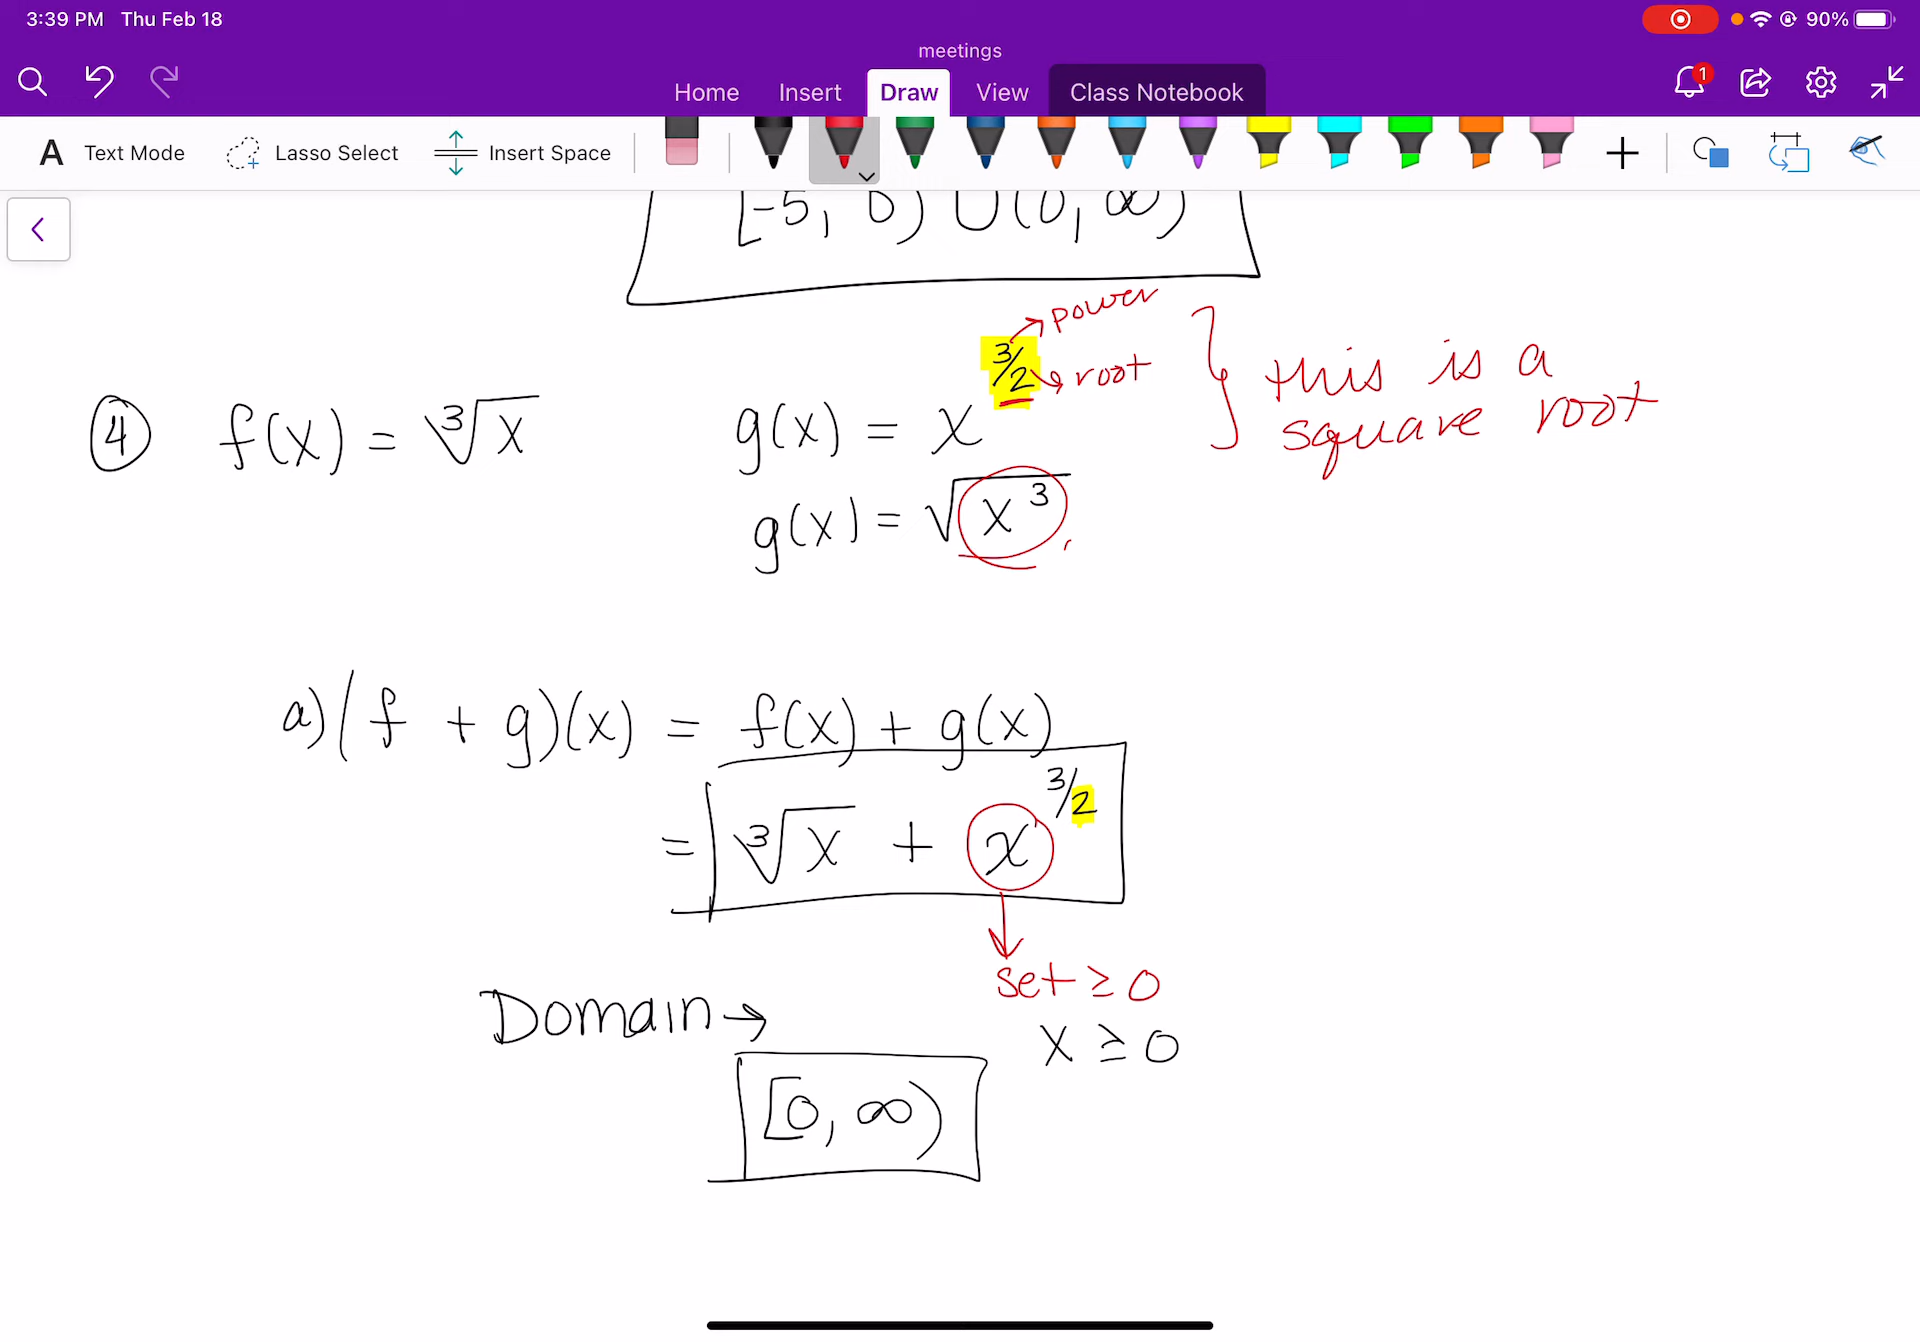 3:39 PM Thu Feb 18
90%
meetings
Home Insert Draw View Class Notebook
1
A Text Mode Lasso Select Insert Space
[-5, 0) ∪ (0, ∞)
④ f(x) = ∛x
g(x) = x^(3/2)
power
root
this is a
square root
g(x) = √(x³)
a) (f + g)(x) = f(x) + g(x)
= ∛x + x^(3/2)
set ≥ 0
Domain →
x ≥ 0
[0, ∞)